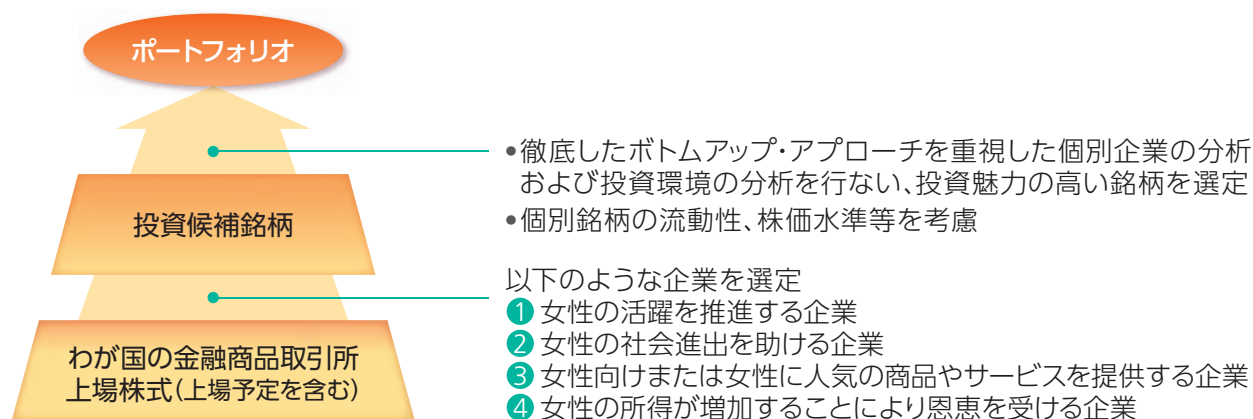 ポートフォリオ
•徹底したボトムアップ・アプローチを重視した個別企業の分析
および投資環境の分析を行ない、投資魅力の高い銘柄を選定
•個別銘柄の流動性、株価水準等を考慮
投資候補銘柄
以下のような企業を選定
❶女性の活躍を推進する企業
❷女性の社会進出を助ける企業
❸女性向けまたは女性に人気の商品やサービスを提供する企業
❹女性の所得が増加することにより恩恵を受ける企業
わが国の金融商品取引所
上場株式(上場予定を含む)